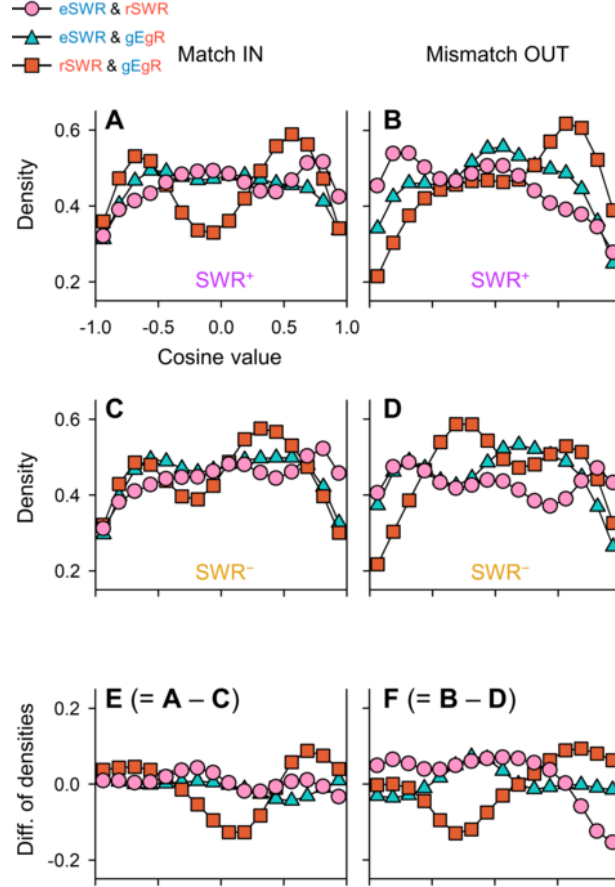 eSWR & rSWR
eSWR & gEgR
rSWR & gEgR
Match IN
Mismatch OUT
A
B
Density
0.6
0.4
0.2
SWR⁺
SWR⁺
-1.0 -0.5 0.0 0.5 1.0
Cosine value
C
D
Density
0.6
0.4
0.2
SWR⁻
SWR⁻
E (= A – C)
F (= B – D)
Diff. of densities
0.2
0.0
-0.2